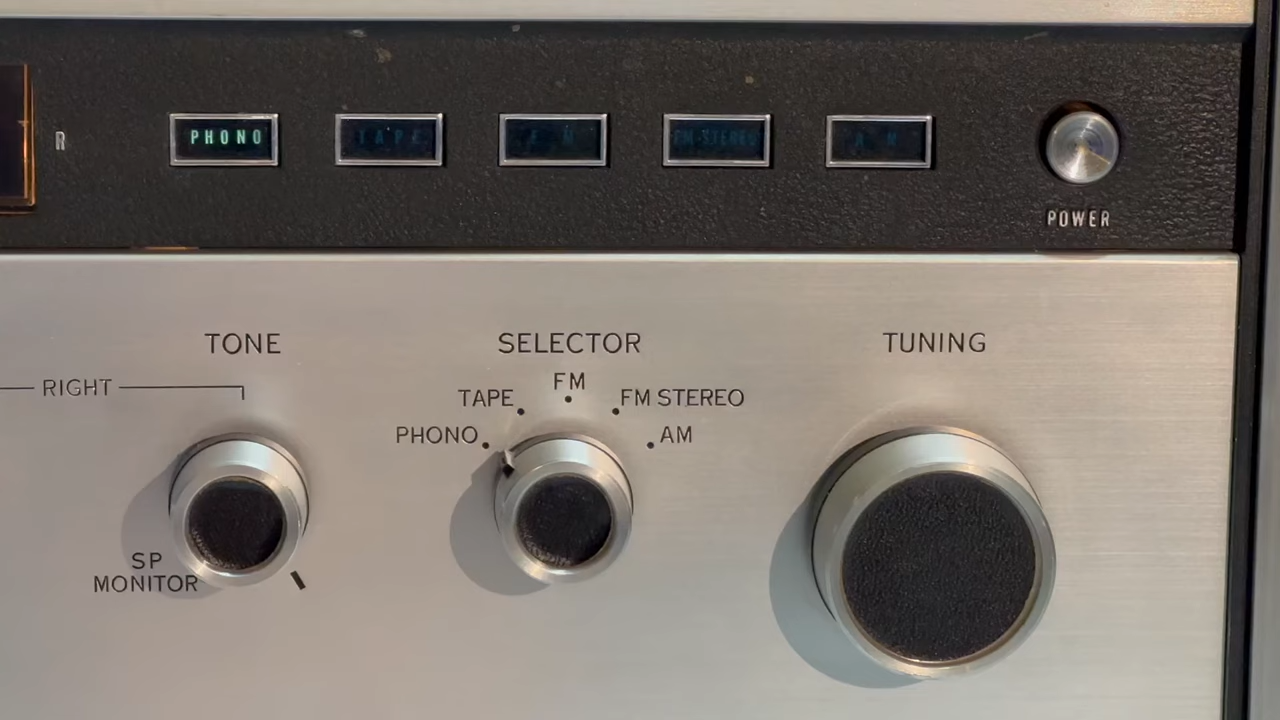 R
PHONO
TAPE
FM
FM-STEREO
AM
POWER
TONE
SELECTOR
TUNING
RIGHT
TAPE
FM
FM STEREO
PHONO
AM
SP
MONITOR